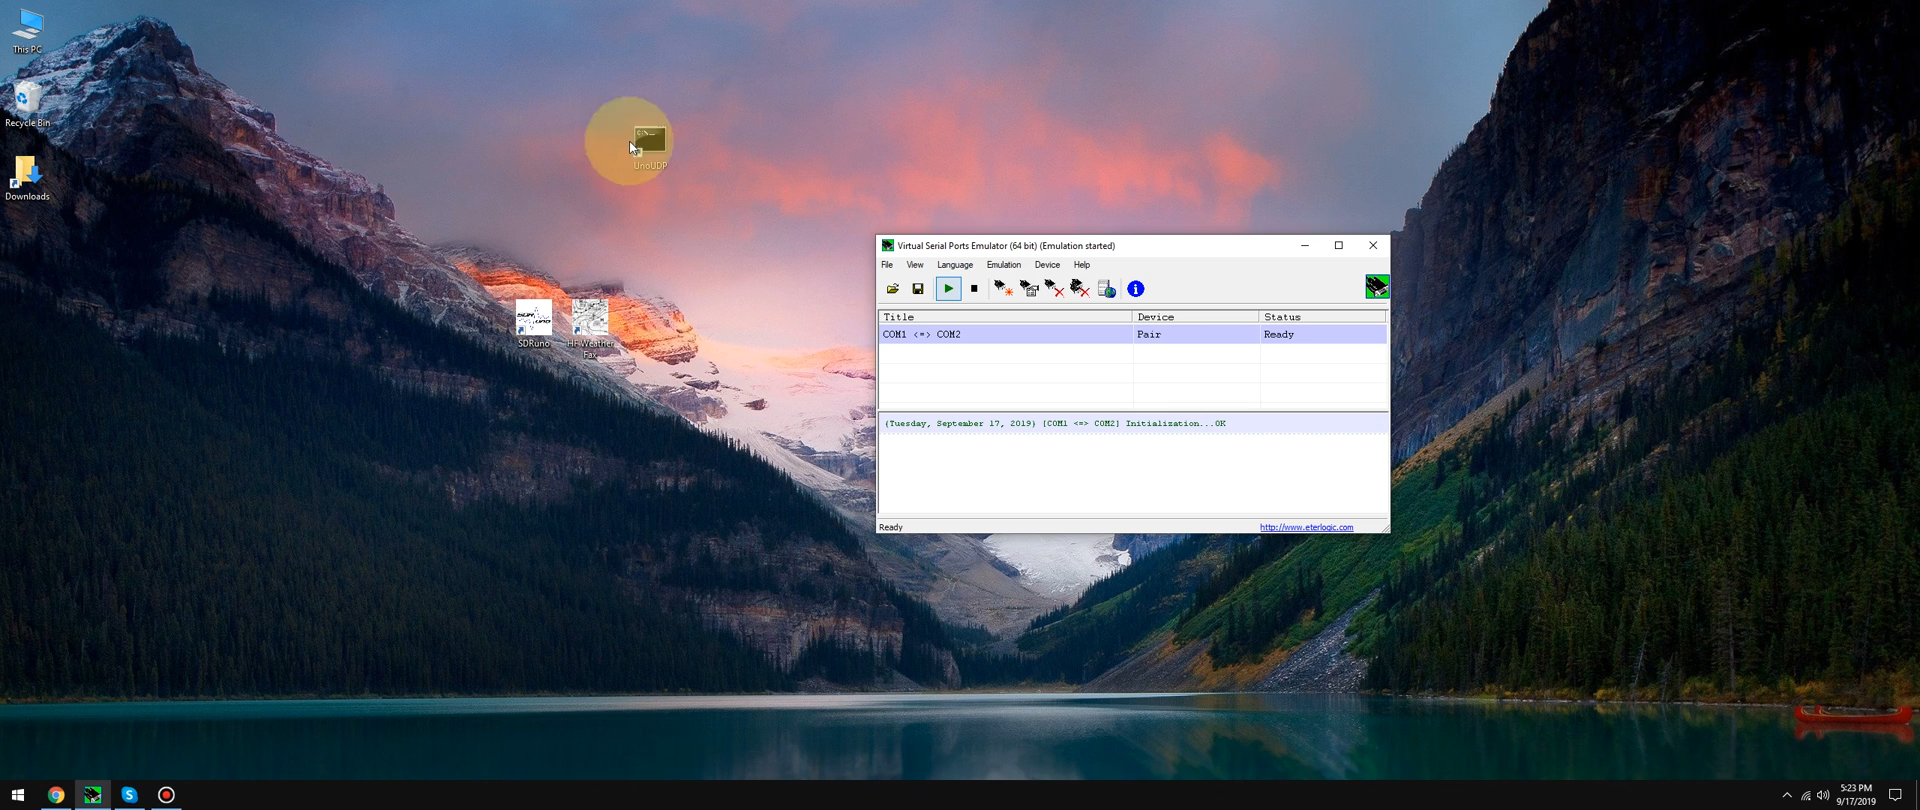 This PC
Recycle Bin
Downloads
UnoUDP
SDRuno
HF Weather
Fax
Virtual Serial Ports Emulator (64 bit) (Emulation started)
File View Language Emulation Device Help
Title Device Status
COM1 <=> COM2 Pair Ready
(Tuesday, September 17, 2019) [COM1 <=> COM2] Initialization...OK
Ready http://www.eterlogic.com
5:23 PM
9/17/2019